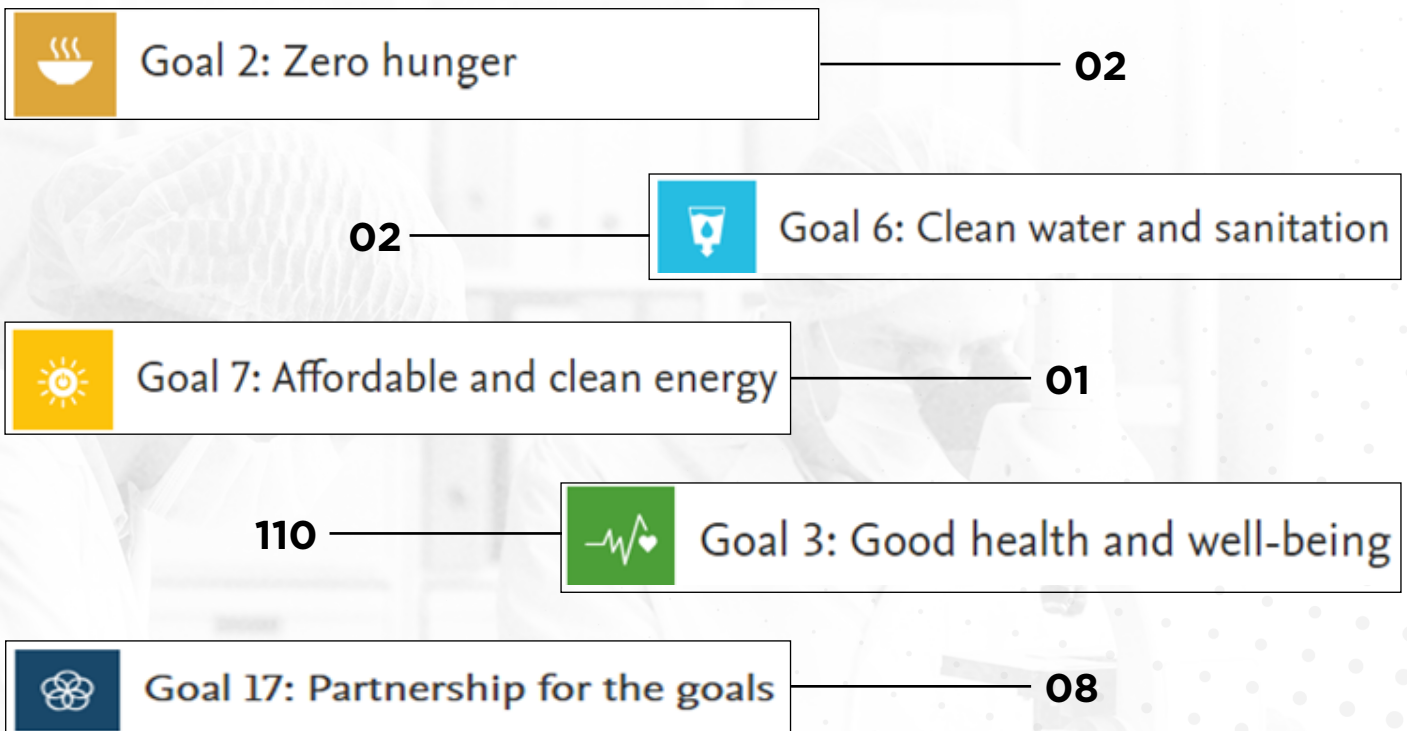 Goal 2: Zero hunger
02
02
Goal 6: Clean water and sanitation
Goal 7: Affordable and clean energy
01
110
Goal 3: Good health and well-being
Goal 17: Partnership for the goals
08